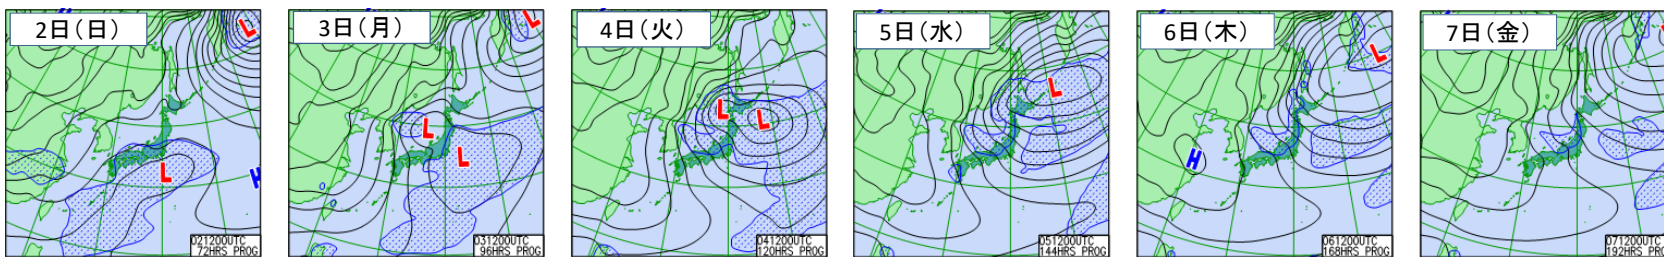 2日(日)
L
L
H
021200UTC
72HRS PROG
3日(月)
L
L
L
031200UTC
96HRS PROG
4日(火)
L
L
041200UTC
120HRS PROG
5日(水)
L
051200UTC
144HRS PROG
6日(木)
L
H
061200UTC
168HRS PROG
7日(金)
071200UTC
192HRS PROG